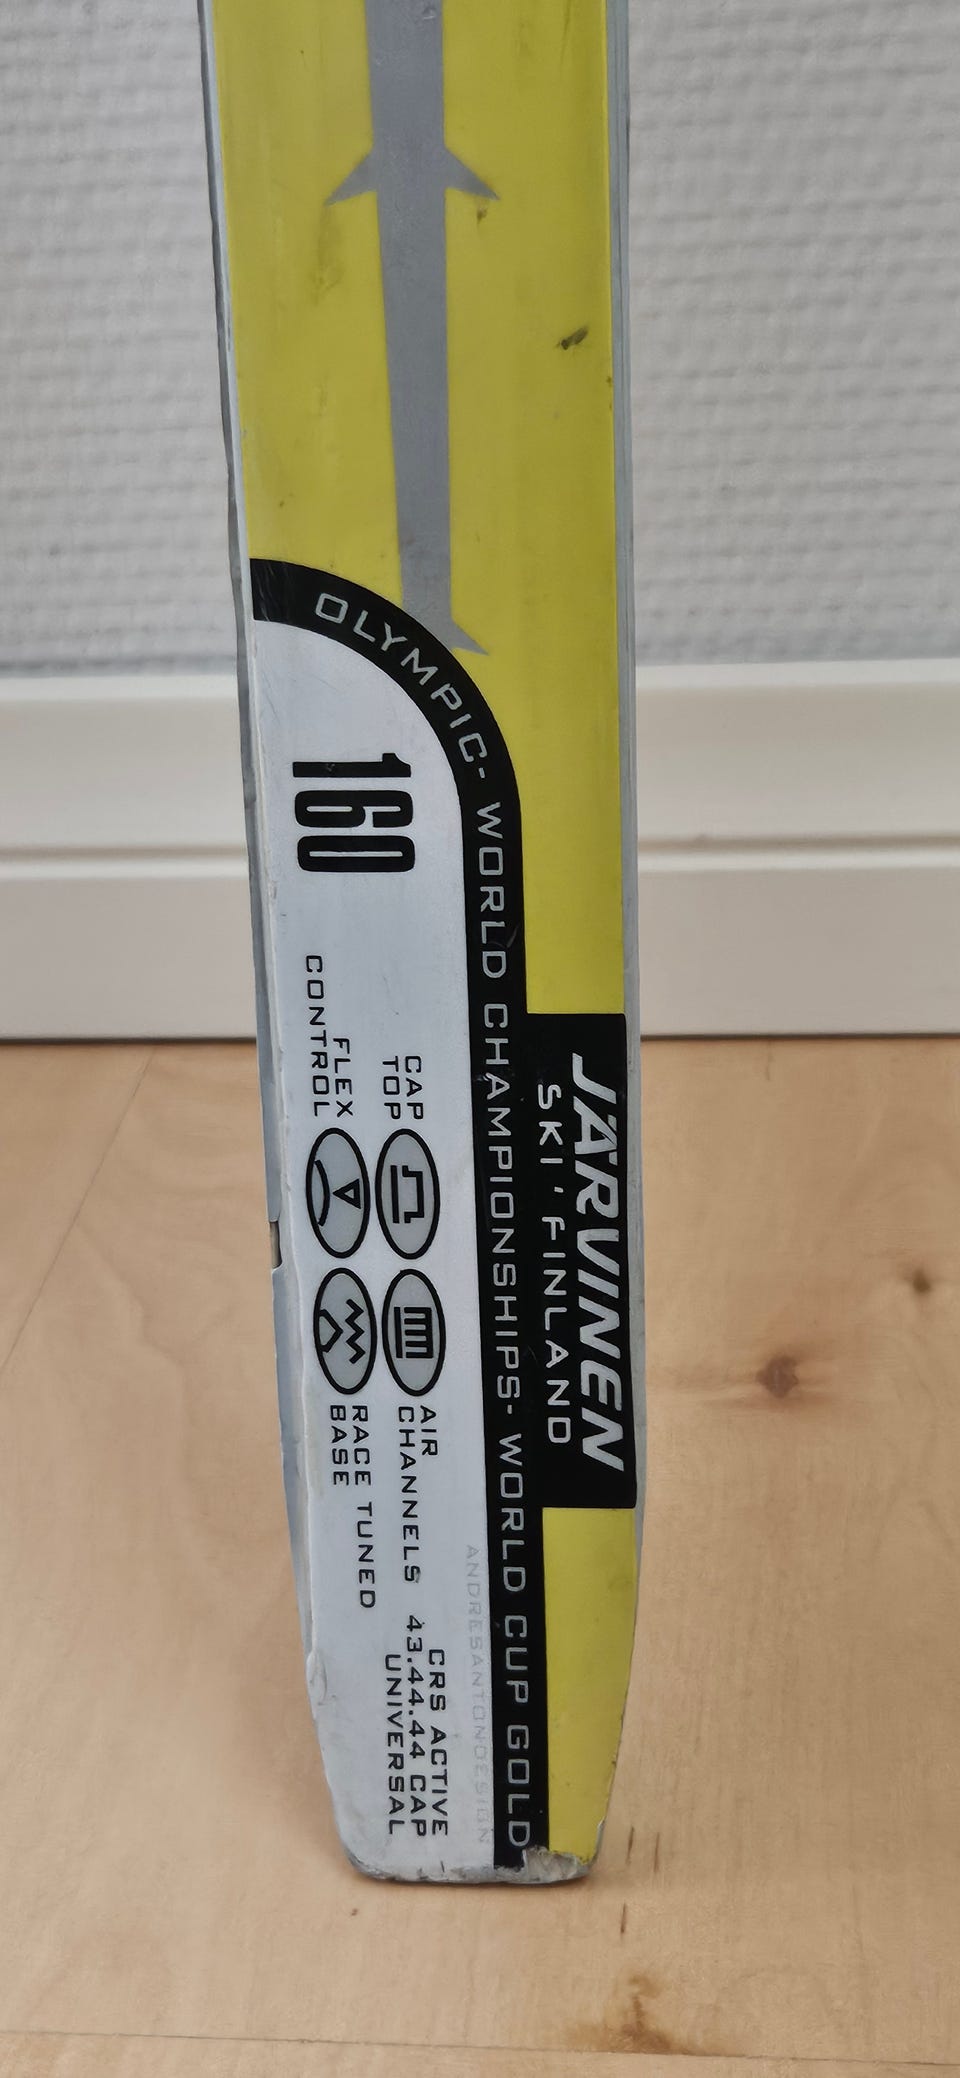 OLYMPIC- WORLD CHAMPIONSHIPS- WORLD CUP GOLD
JÄRVINEN
SKI · FINLAND
160
CAP
TOP
FLEX
CONTROL
AIR
CHANNELS
RACE TUNED
BASE
CRS ACTIVE
43.44.44 CAP
UNIVERSAL
ANDRESANTONDESIGN